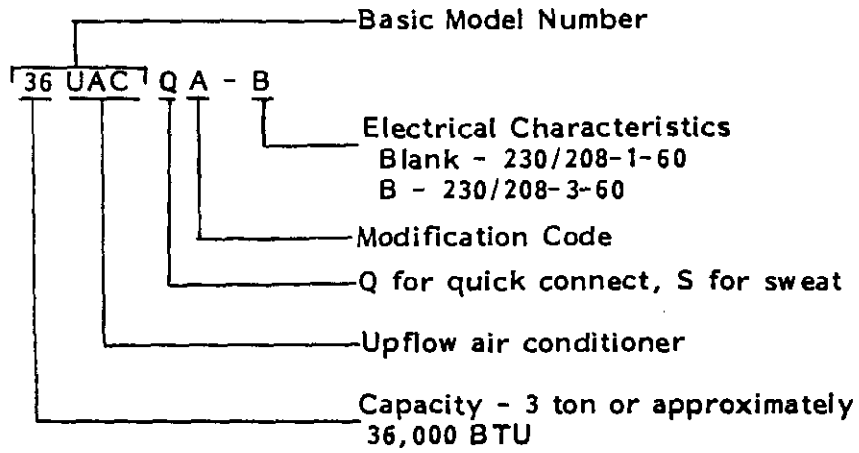 Basic Model Number
36 UAC Q A - B
Electrical Characteristics
Blank - 230/208-1-60
B - 230/208-3-60
Modification Code
Q for quick connect, S for sweat
Upflow air conditioner
Capacity - 3 ton or approximately
36,000 BTU